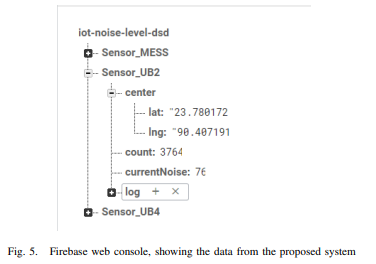 iot-noise-level-dsd
Sensor_MESS
Sensor_UB2
center
lat: "23.780172
lng: "90.407191
count: 3764
currentNoise: 76
log + ×
Sensor_UB4
Fig. 5. Firebase web console, showing the data from the proposed system